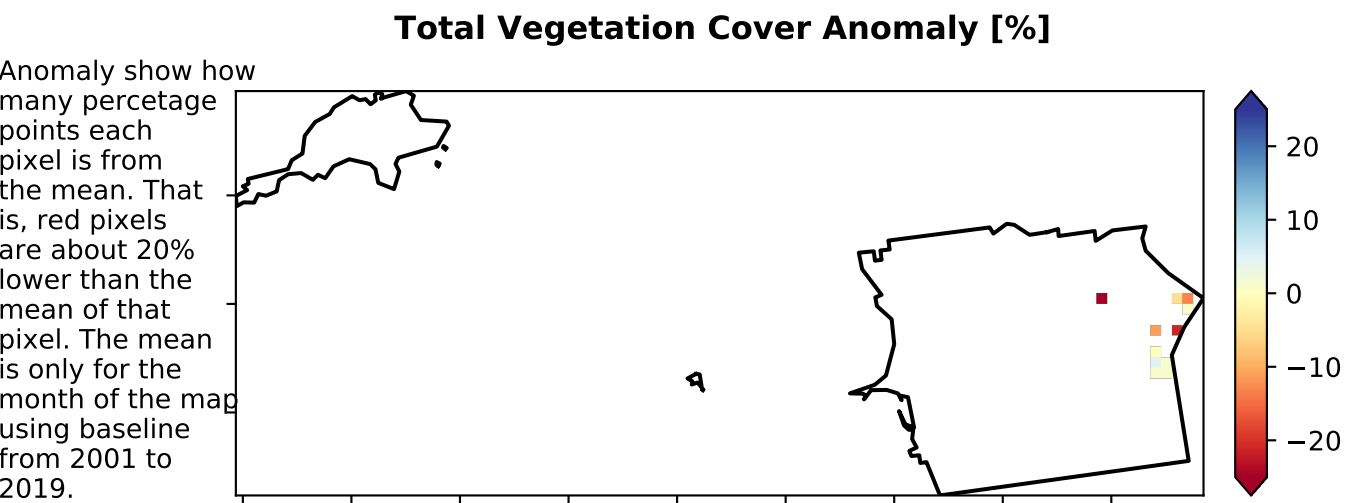 Total Vegetation Cover Anomaly [%]
Anomaly show how
many percetage
points each
pixel is from
the mean. That
is, red pixels
are about 20%
lower than the
mean of that
pixel. The mean
is only for the
month of the map
using baseline
from 2001 to
2019.
20
10
0
−10
−20